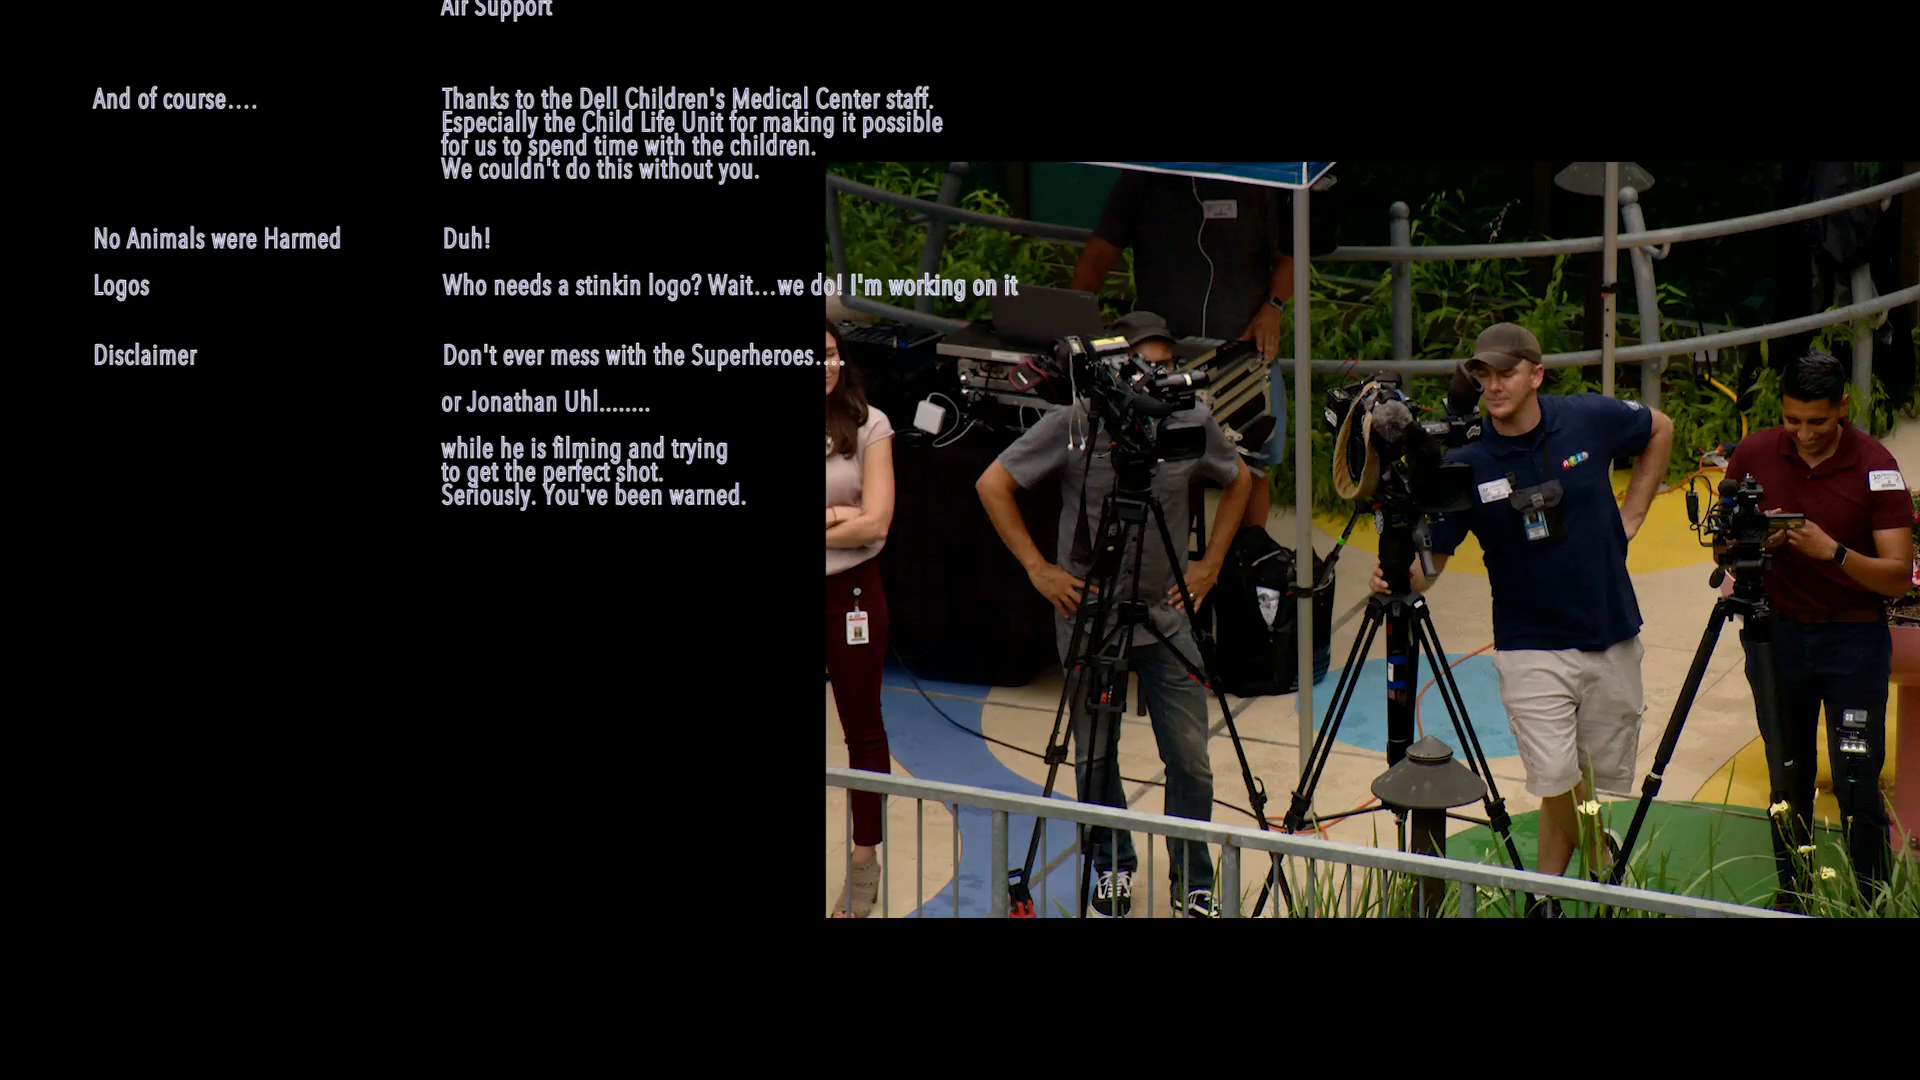 Air Support
And of course.... Thanks to the Dell Children's Medical Center staff.
Especially the Child Life Unit for making it possible
for us to spend time with the children.
We couldn't do this without you.
No Animals were Harmed Duh!
Logos Who needs a stinkin logo? Wait...we do! I'm working on it
Disclaimer Don't ever mess with the Superheroes....
or Jonathan Uhl........
while he is filming and trying
to get the perfect shot.
Seriously. You've been warned.